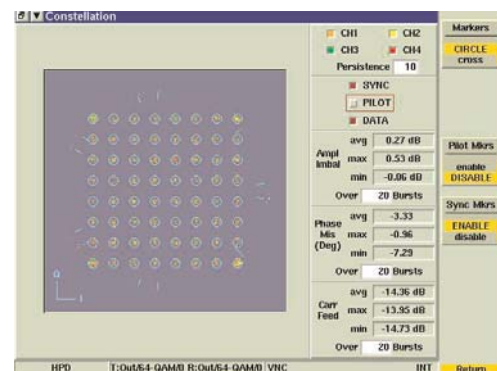 Constellation
CH1 CH2
CH3 CH4
Persistence 10
SYNC
PILOT
DATA
Ampl Imbal
avg 0.27 dB
max 0.53 dB
min -0.06 dB
Over 20 Bursts
Phase Mis (Deg)
avg -3.33
max -0.96
min -7.29
Over 20 Bursts
Carr Feed
avg -14.36 dB
max -13.95 dB
min -14.73 dB
Over 20 Bursts
Markers
CIRCLE
cross
Pilot Mkrs
enable
DISABLE
Sync Mkrs
ENABLE
disable
Return
Q
I
HPD T:Out/64-QAM/0 R:Out/64-QAM/0 VNC INT